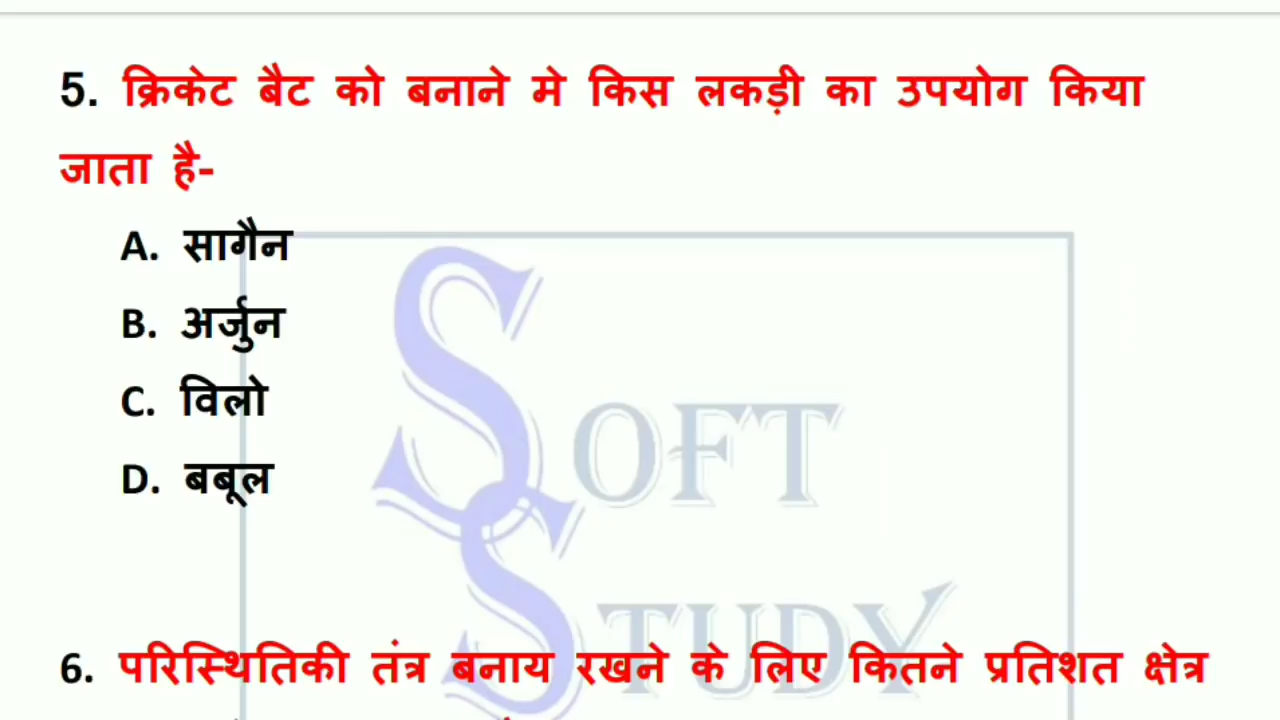 5. क्रिकेट बैट को बनाने मे किस लकड़ी का उपयोग किया
जाता है-
A. सागैन
B. अर्जुन
C. विलो
D. बबूल
SOFT
STUDY
6. परिस्थितिकी तंत्र बनाय रखने के लिए कितने प्रतिशत क्षेत्र